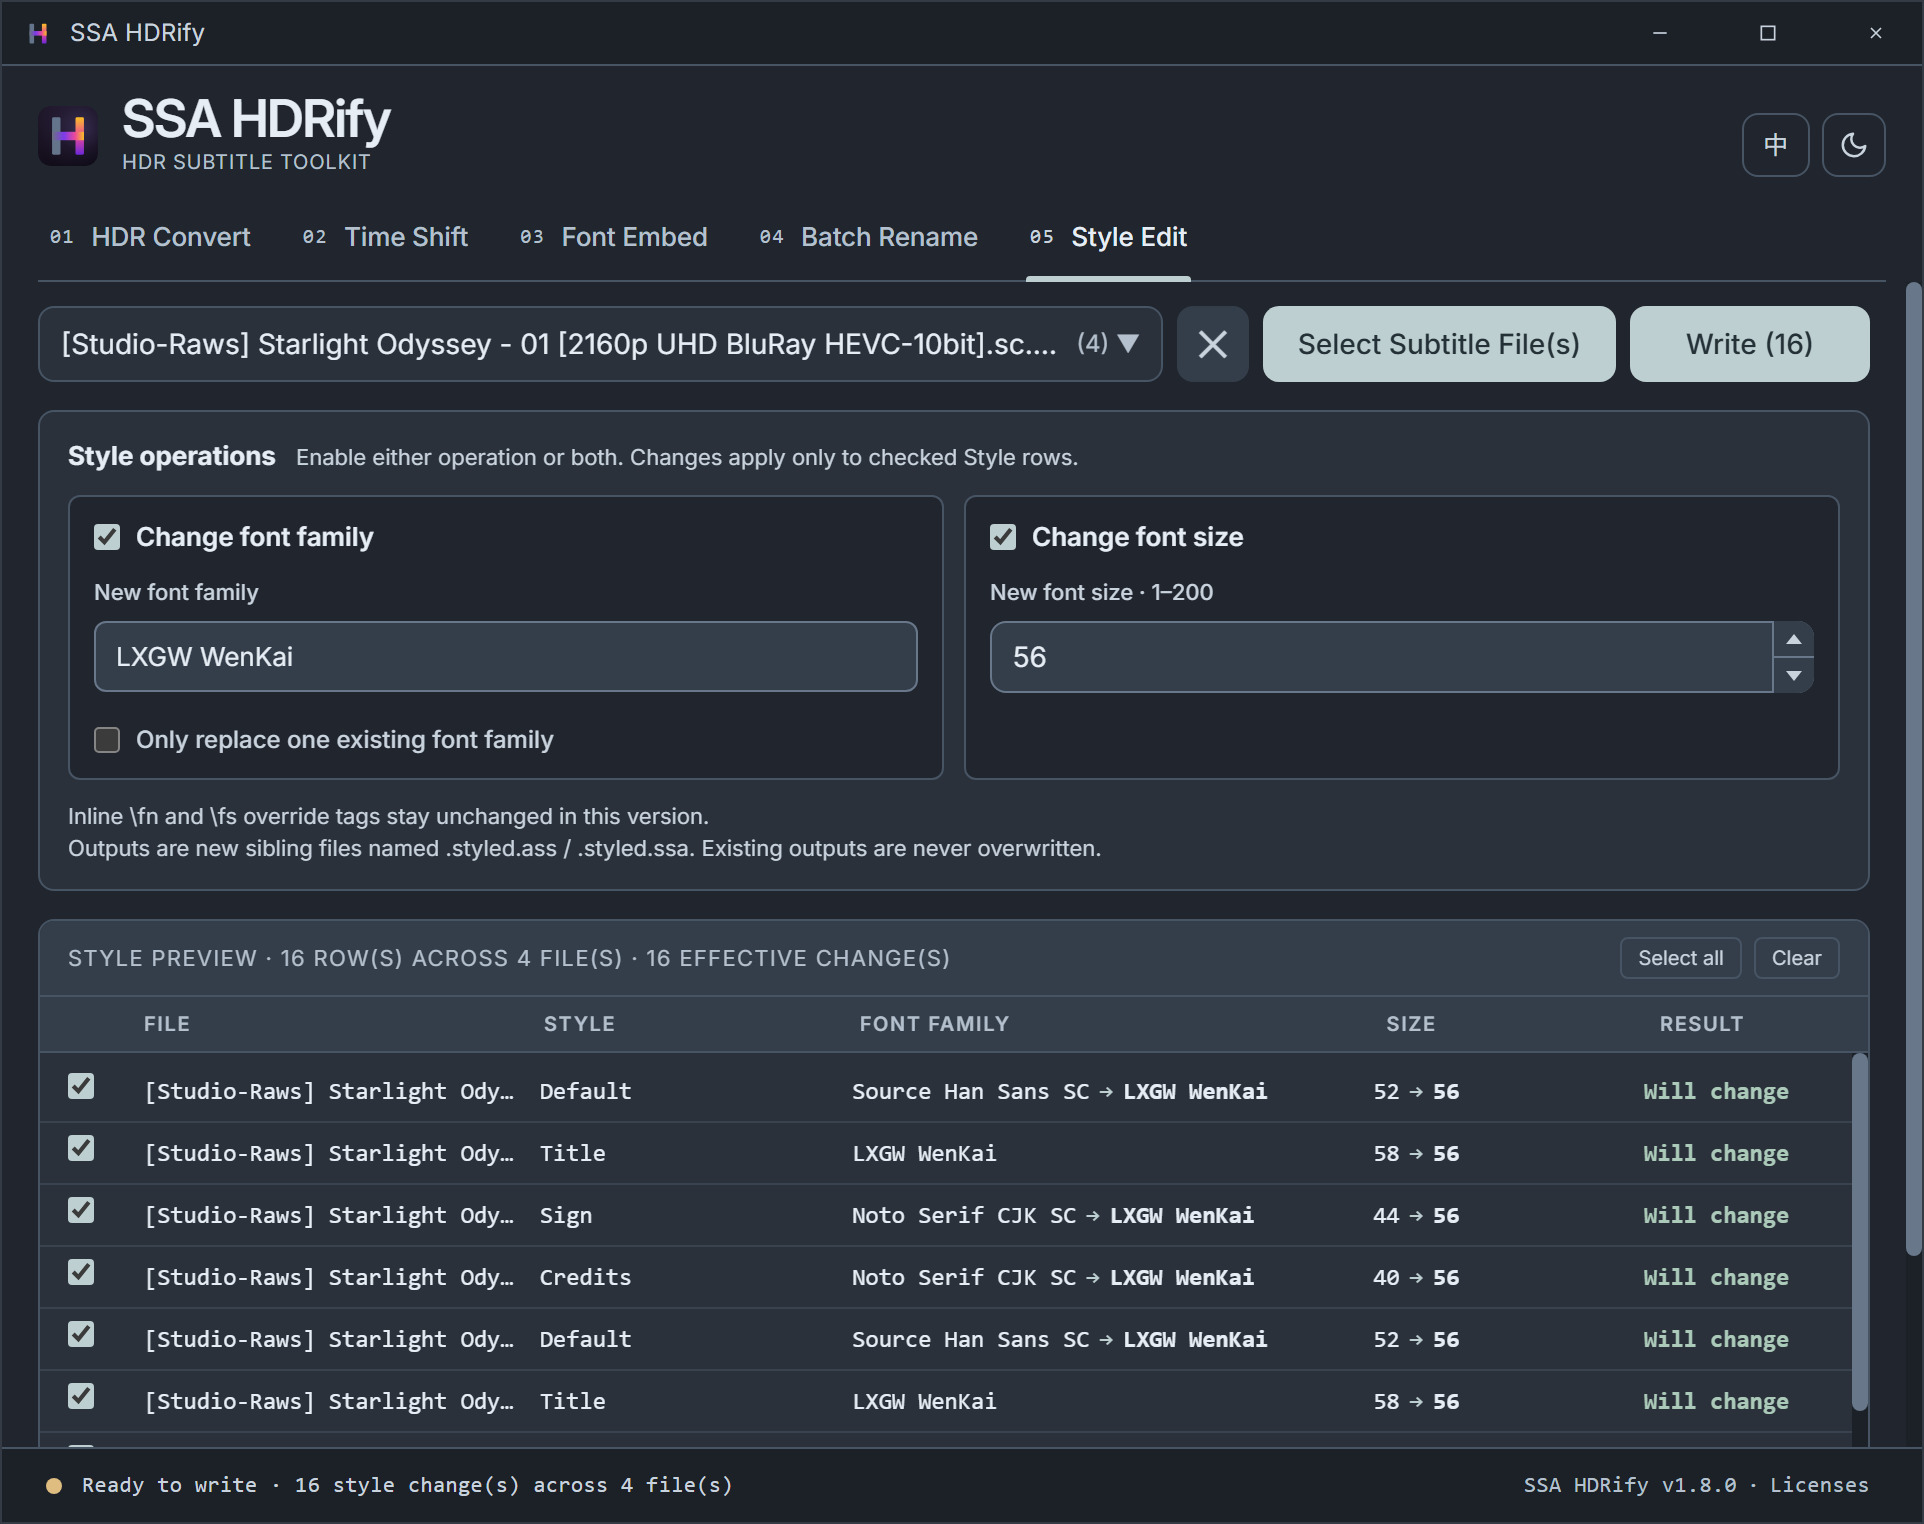 SSA HDRify
SSA HDRify
HDR SUBTITLE TOOLKIT
中
01 HDR Convert 02 Time Shift 03 Font Embed 04 Batch Rename 05 Style Edit
[Studio-Raws] Starlight Odyssey - 01 [2160p UHD BluRay HEVC-10bit].sc.... (4) ▼
Select Subtitle File(s)
Write (16)
Style operations Enable either operation or both. Changes apply only to checked Style rows.
Change font family
New font family
LXGW WenKai
Only replace one existing font family
Change font size
New font size · 1–200
56
Inline \fn and \fs override tags stay unchanged in this version.
Outputs are new sibling files named .styled.ass / .styled.ssa. Existing outputs are never overwritten.
STYLE PREVIEW · 16 ROW(S) ACROSS 4 FILE(S) · 16 EFFECTIVE CHANGE(S)
Select all
Clear
FILE STYLE FONT FAMILY SIZE RESULT
[Studio-Raws] Starlight Ody… Default Source Han Sans SC → LXGW WenKai 52 → 56 Will change
[Studio-Raws] Starlight Ody… Title LXGW WenKai 58 → 56 Will change
[Studio-Raws] Starlight Ody… Sign Noto Serif CJK SC → LXGW WenKai 44 → 56 Will change
[Studio-Raws] Starlight Ody… Credits Noto Serif CJK SC → LXGW WenKai 40 → 56 Will change
[Studio-Raws] Starlight Ody… Default Source Han Sans SC → LXGW WenKai 52 → 56 Will change
[Studio-Raws] Starlight Ody… Title LXGW WenKai 58 → 56 Will change
Ready to write · 16 style change(s) across 4 file(s)
SSA HDRify v1.8.0 · Licenses